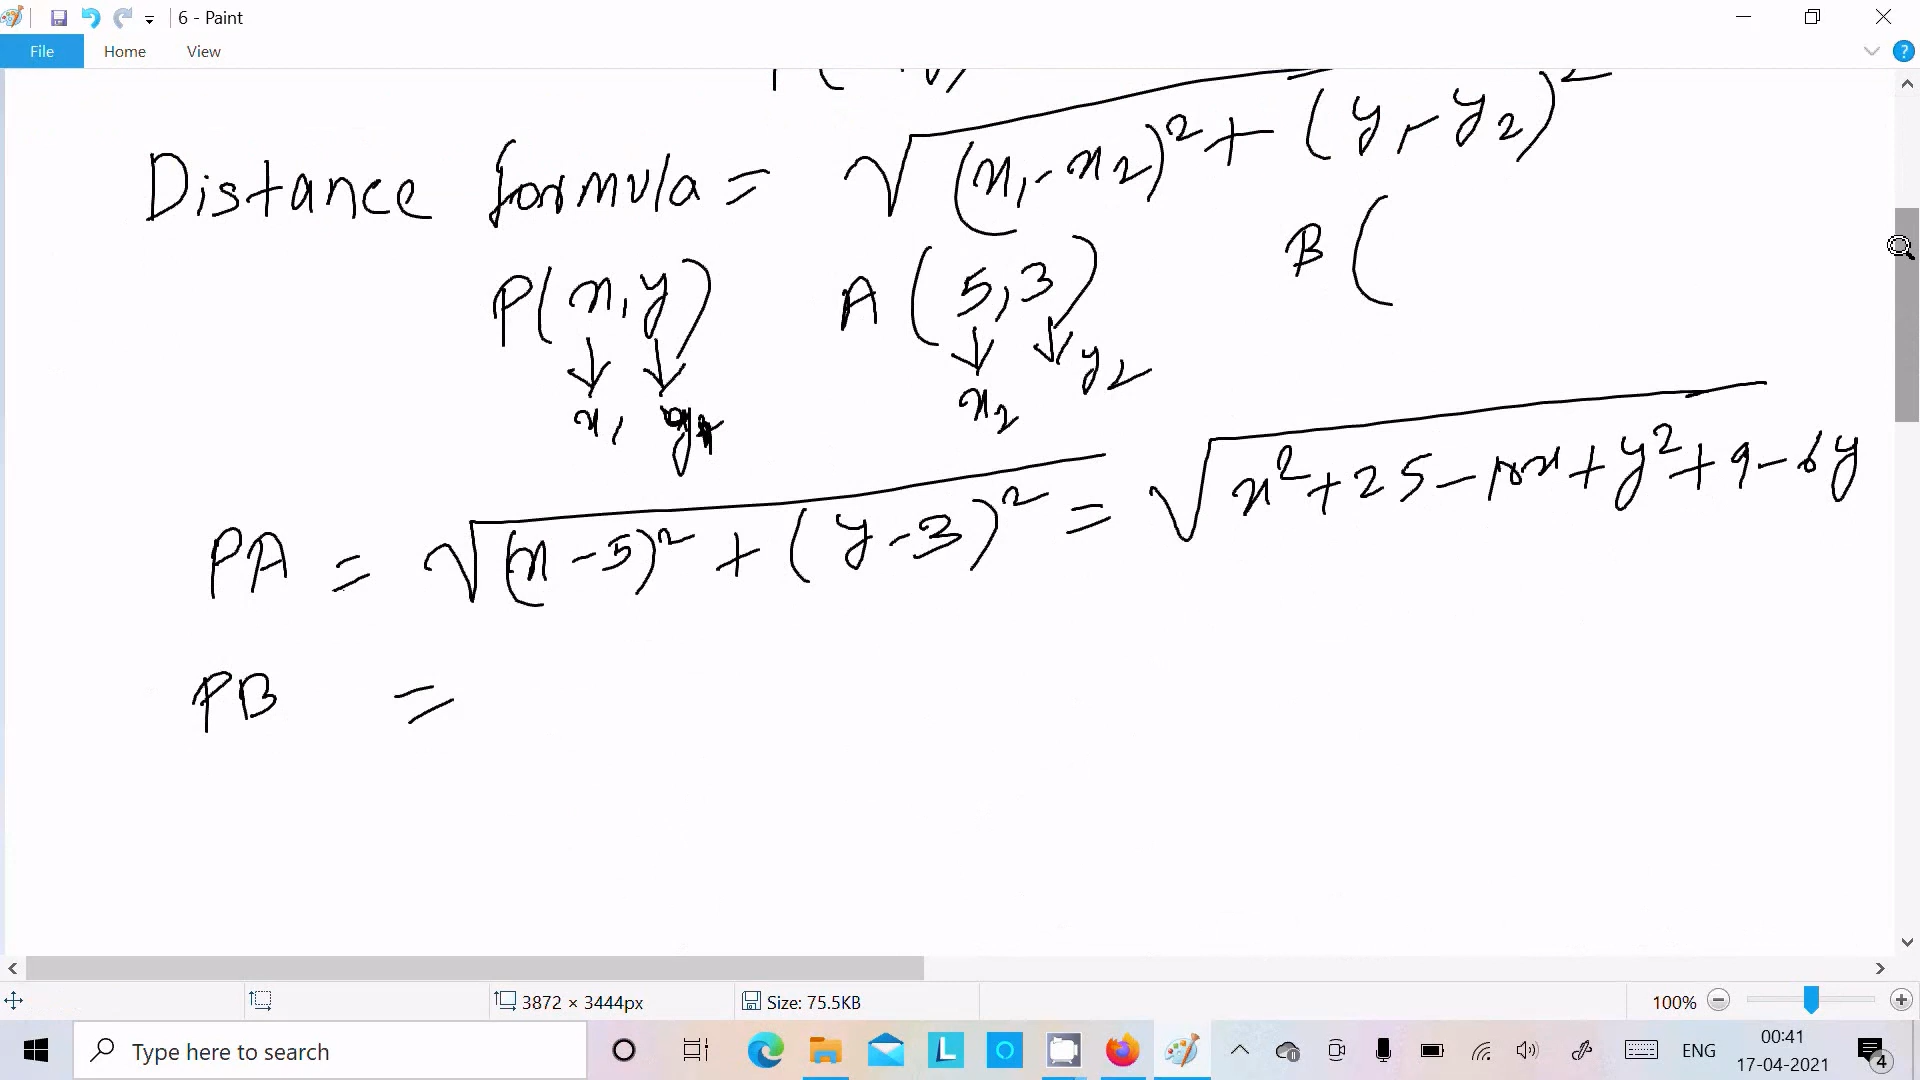 6 - Paint
File Home View
Distance formula = √(x₁-x₂)² + (y₁-y₂)²
P(x,y) A(5,3) B(
x₁ y₁ x₂ y₂
PA = √(x-5)² + (y-3)² = √x²+25-10x+y²+9-6y
PB =
3872 × 3444px Size: 75.5KB 100%
Type here to search ENG 00:41
17-04-2021 4